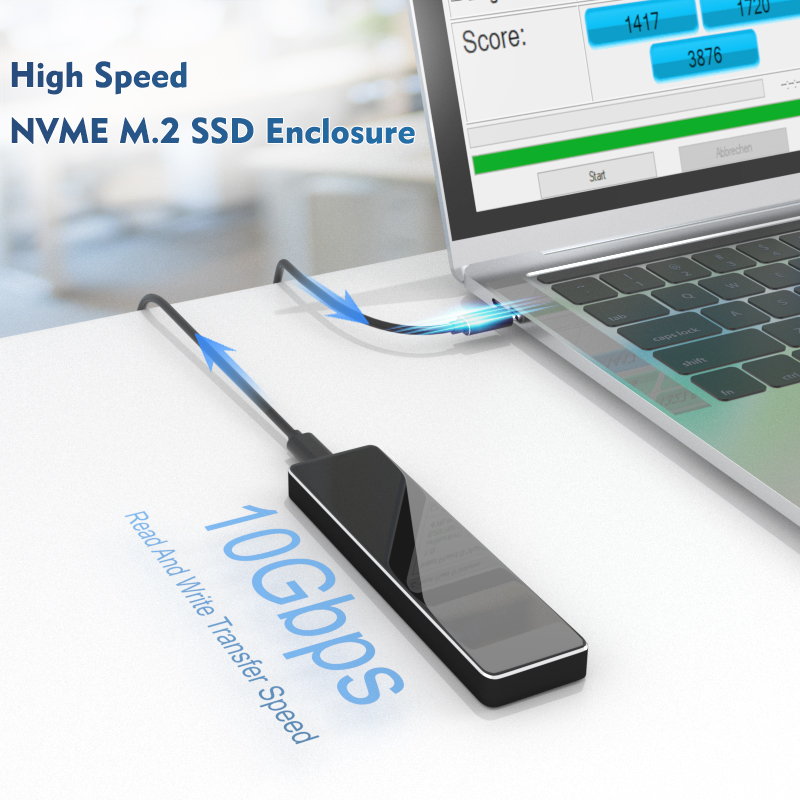 High Speed
NVME M.2 SSD Enclosure
Score:
1417
1720
3876
Start
Abbrechen
tab
Q
W
caps lock
A
shift
Z
fn
ctrl
10Gbps
Read And Write Transfer Speed